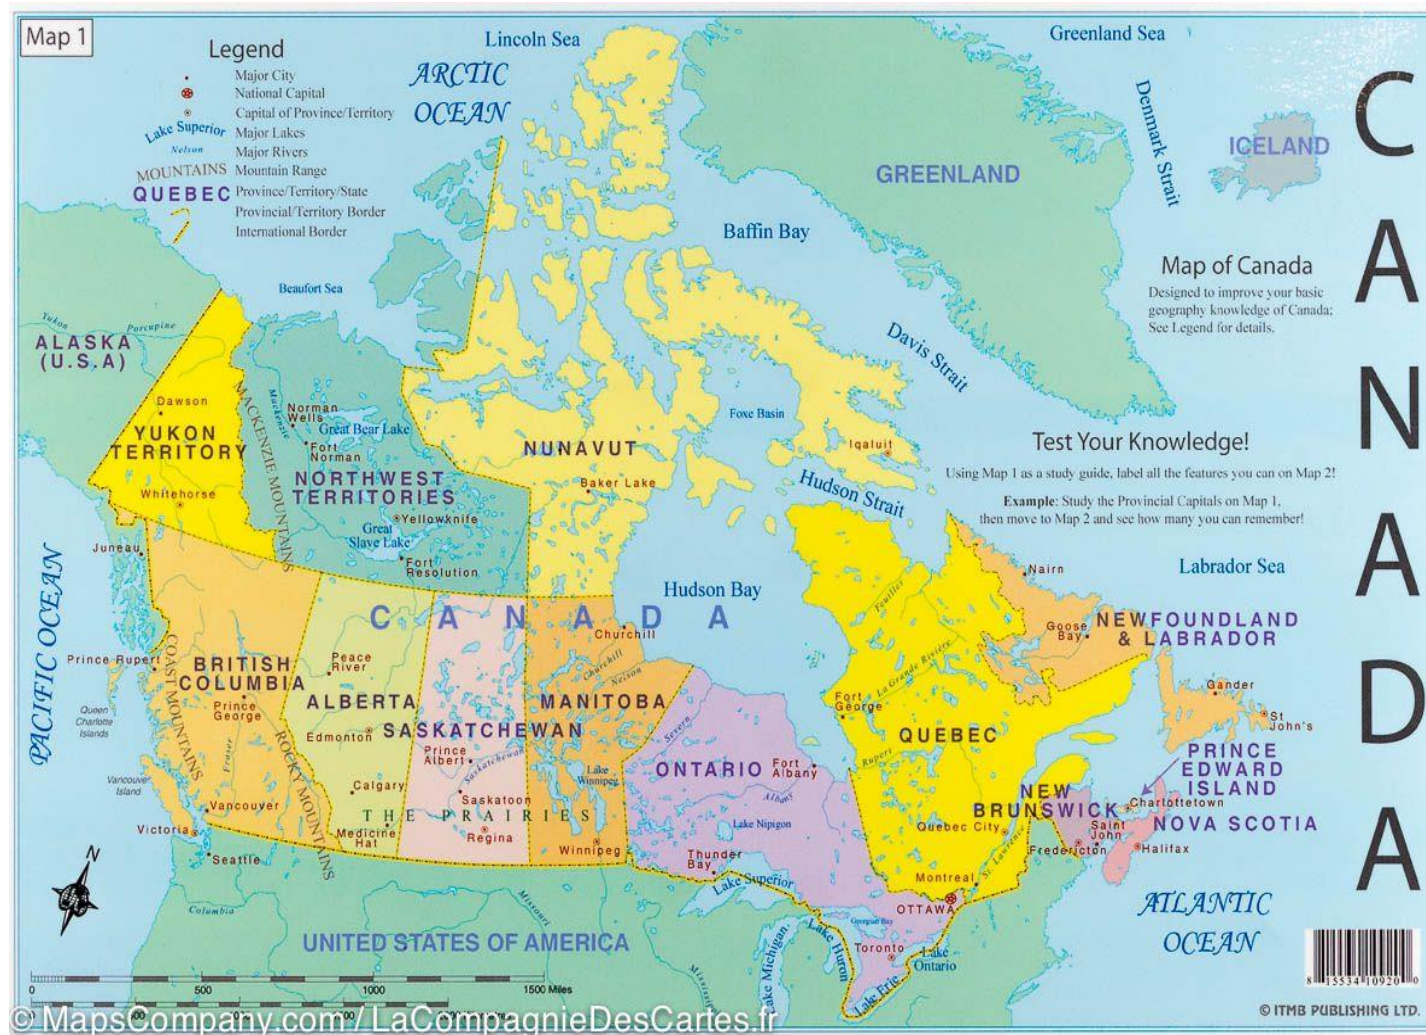 Map 1
Legend
Major City
National Capital
Capital of Province/Territory
Lake Superior Major Lakes
Nelson Major Rivers
MOUNTAINS Mountain Range
QUEBEC Province/Territory/State
Provincial/Territory Border
International Border
Lincoln Sea
ARCTIC
OCEAN
Greenland Sea
Denmark Strait
ICELAND
GREENLAND
Baffin Bay
Davis Strait
CANADA
Map of Canada
Designed to improve your basic
geography knowledge of Canada;
See Legend for details.
Test Your Knowledge!
Using Map 1 as a study guide, label all the features you can on Map 2!
Example: Study the Provincial Capitals on Map 1,
then move to Map 2 and see how many you can remember!
Beaufort Sea
Yukon
Porcupine
ALASKA
(U.S.A)
Dawson
YUKON
TERRITORY
Whitehorse
MACKENZIE MOUNTAINS
Mackenzie
Norman
Wells
Great Bear Lake
Fort
Norman
NORTHWEST
TERRITORIES
Yellowknife
Great
Slave Lake
Fort
Resolution
NUNAVUT
Baker Lake
Foxe Basin
Iqaluit
Hudson Strait
Hudson Bay
Labrador Sea
PACIFIC OCEAN
Juneau
Prince Rupert
Queen
Charlotte
Islands
Vancouver
Island
COAST MOUNTAINS
BRITISH
COLUMBIA
Prince
George
Fraser
ROCKY MOUNTAINS
Vancouver
Victoria
Seattle
CANADA
Peace
River
ALBERTA
Edmonton
Calgary
Medicine
Hat
THE PRAIRIES
SASKATCHEWAN
Prince
Albert
Saskatchewan
Saskatoon
Regina
Churchill
Churchill
Nelson
MANITOBA
Lake
Winnipeg
Winnipeg
Severn
ONTARIO
Fort
Albany
Albany
Lake Nipigon
Thunder
Bay
Lake Superior
Georgian Bay
OTTAWA
Toronto
Lake Michigan
Lake Huron
Lake Erie
Lake
Ontario
Feuilles
La Grande Rivière
Fort
George
Rupert
QUEBEC
Quebec City
Montreal
St. Lawrence
Nairn
Goose
Bay
NEWFOUNDLAND
& LABRADOR
Gander
St
John's
PRINCE
EDWARD
ISLAND
NEW
BRUNSWICK
Charlottetown
Saint
John
NOVA SCOTIA
Fredericton
Halifax
ATLANTIC
OCEAN
Columbia
Missouri
UNITED STATES OF AMERICA
N
0 500 1000 1500 Miles
8 15534 10920 0
© MapsCompany.com / LaCompagnieDesCartes.fr
© ITMB PUBLISHING LTD.